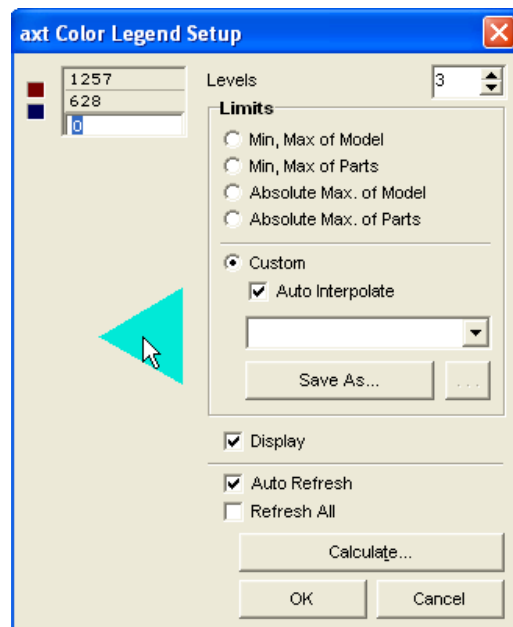 axt Color Legend Setup
1257
628
0
Levels
3
Limits
Min, Max of Model
Min, Max of Parts
Absolute Max. of Model
Absolute Max. of Parts
Custom
Auto Interpolate
Save As...
...
Display
Auto Refresh
Refresh All
Calculate...
OK
Cancel